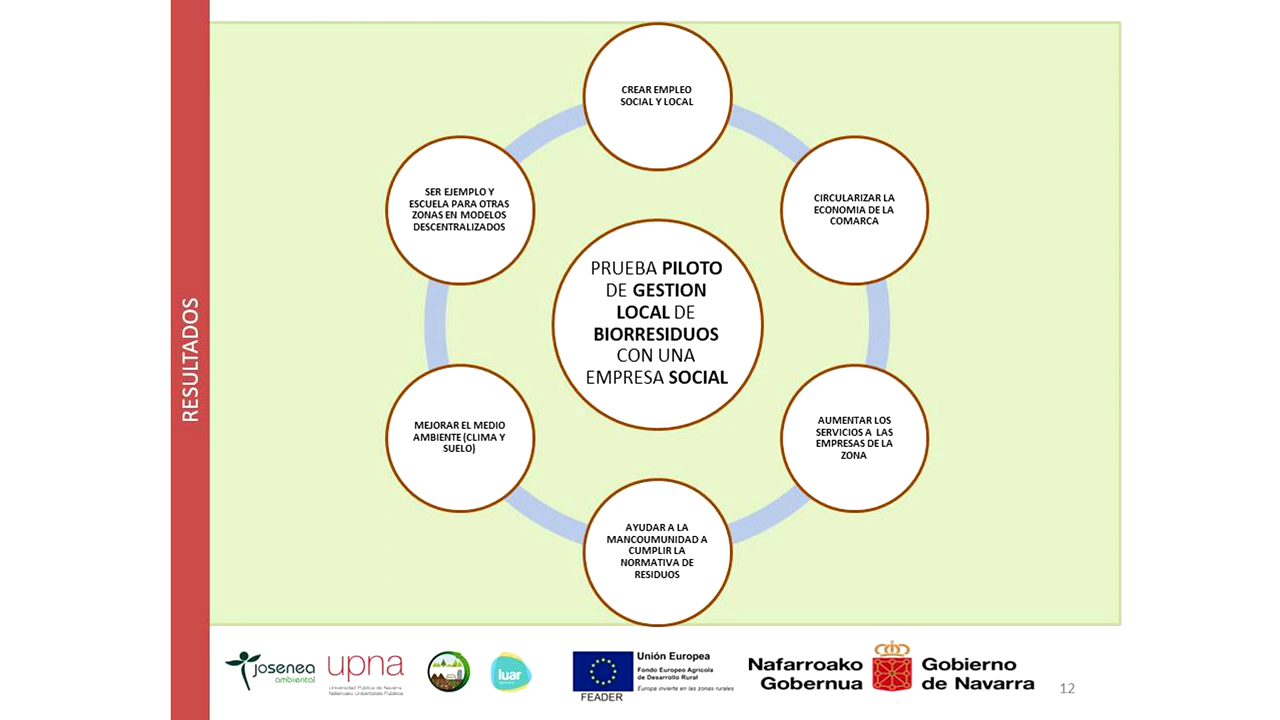 RESULTADOS
CREAR EMPLEO
SOCIAL Y LOCAL
CIRCULARIZAR LA
ECONOMIA DE LA
COMARCA
AUMENTAR LOS
SERVICIOS A LAS
EMPRESAS DE LA
ZONA
AYUDAR A LA
MANCOUMUNIDAD A
CUMPLIR LA
NORMATIVA DE
RESIDUOS
MEJORAR EL MEDIO
AMBIENTE (CLIMA Y
SUELO)
SER EJEMPLO Y
ESCUELA PARA OTRAS
ZONAS EN MODELOS
DESCENTRALIZADOS
PRUEBA PILOTO
DE GESTION
LOCAL DE
BIORRESIDUOS
CON UNA
EMPRESA SOCIAL
josenea
ambiental
upna
Universidad Pública de Navarra
Nafarroako Unibertsitate Publikoa
luar
FEADER
Unión Europea
Fondo Europeo Agrícola
de Desarrollo Rural
Europa invierte en las zonas rurales
Nafarroako
Gobernua
Gobierno
de Navarra
12